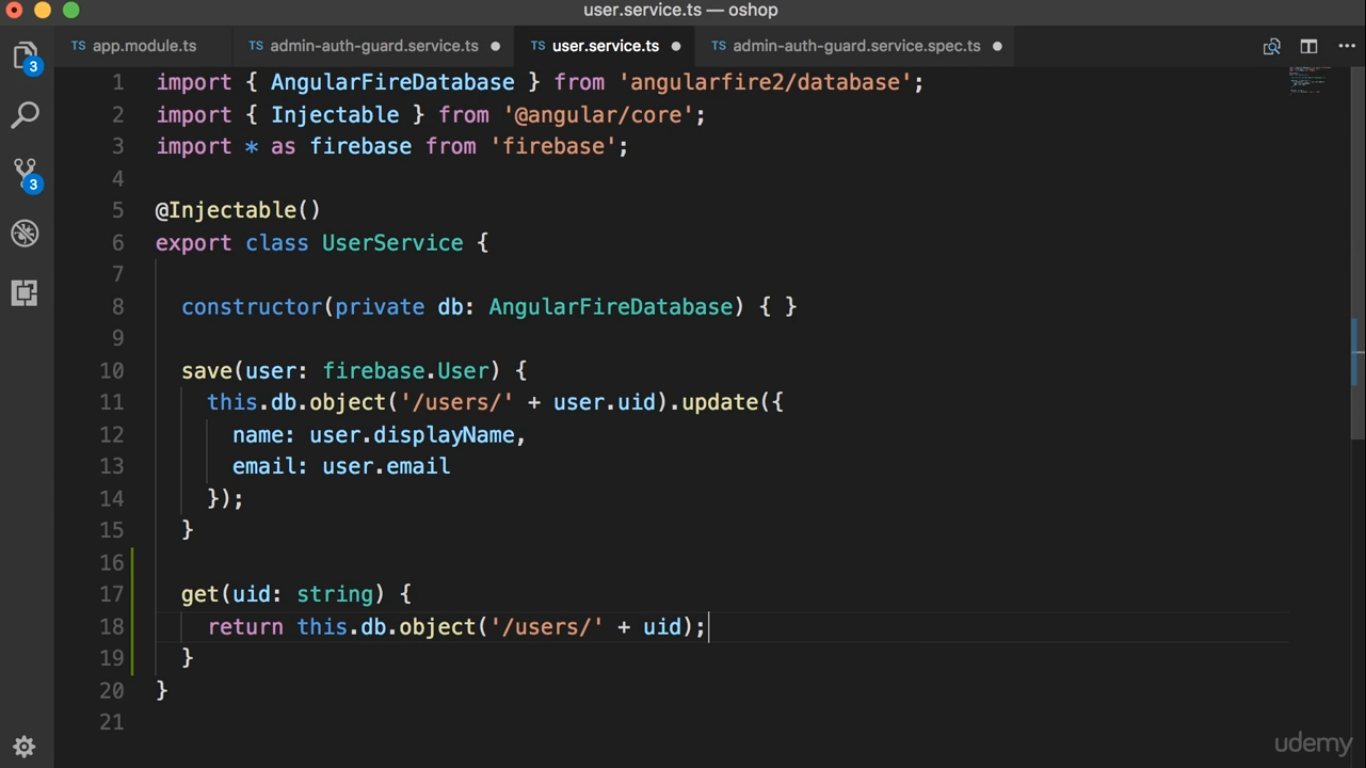 user.service.ts — oshop
TS app.module.ts TS admin-auth-guard.service.ts TS user.service.ts TS admin-auth-guard.service.spec.ts
3
3
1 import { AngularFireDatabase } from 'angularfire2/database';
2 import { Injectable } from '@angular/core';
3 import * as firebase from 'firebase';
4
5 @Injectable()
6 export class UserService {
7
8 constructor(private db: AngularFireDatabase) { }
9
10 save(user: firebase.User) {
11 this.db.object('/users/' + user.uid).update({
12 name: user.displayName,
13 email: user.email
14 });
15 }
16
17 get(uid: string) {
18 return this.db.object('/users/' + uid);
19 }
20 }
21
udemy